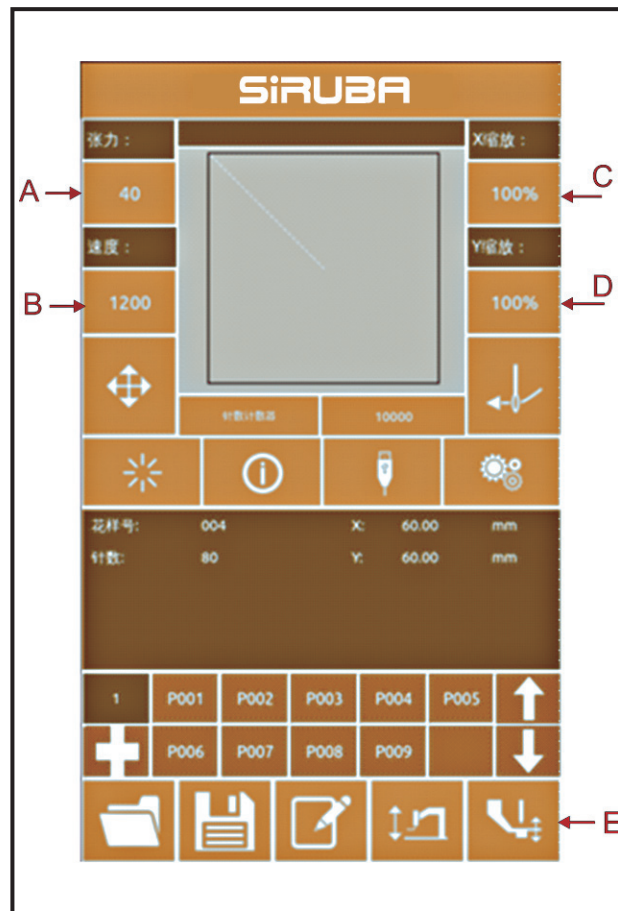 SiRUBA
张力：
X缩放：
A
40
100%
C
速度：
Y缩放：
B
1200
100%
D
针数计数器
10000
花样号:
004
X:
60.00
mm
针数:
80
Y:
60.00
mm
1
P001
P002
P003
P004
P005
P006
P007
P008
P009
E